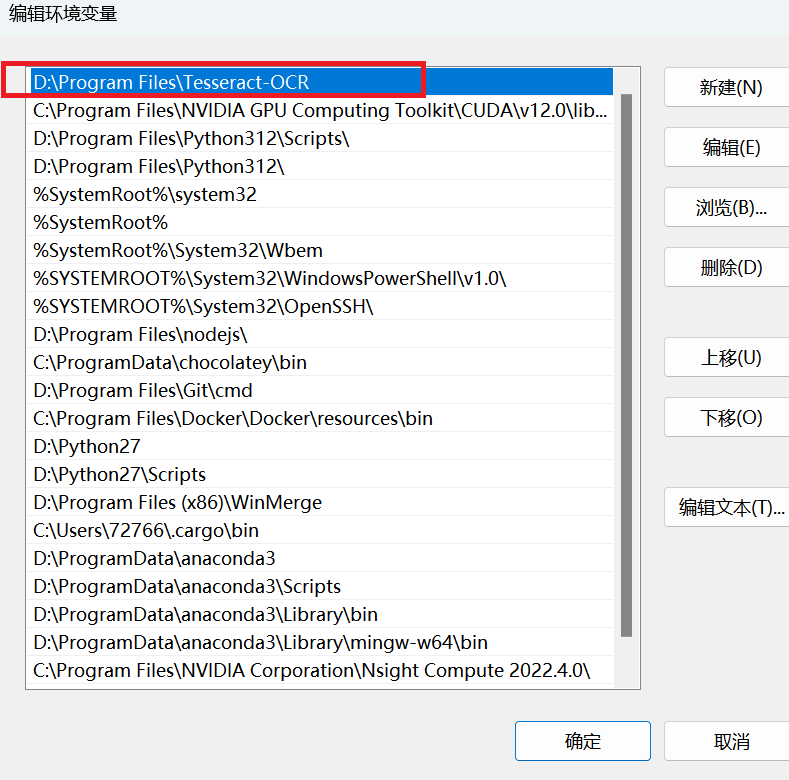 编辑环境变量
D:\Program Files\Tesseract-OCR
C:\Program Files\NVIDIA GPU Computing Toolkit\CUDA\v12.0\lib...
D:\Program Files\Python312\Scripts\
D:\Program Files\Python312\
%SystemRoot%\system32
%SystemRoot%
%SystemRoot%\System32\Wbem
%SYSTEMROOT%\System32\WindowsPowerShell\v1.0\
%SYSTEMROOT%\System32\OpenSSH\
D:\Program Files\nodejs\
C:\ProgramData\chocolatey\bin
D:\Program Files\Git\cmd
C:\Program Files\Docker\Docker\resources\bin
D:\Python27
D:\Python27\Scripts
D:\Program Files (x86)\WinMerge
C:\Users\72766\.cargo\bin
D:\ProgramData\anaconda3
D:\ProgramData\anaconda3\Scripts
D:\ProgramData\anaconda3\Library\bin
D:\ProgramData\anaconda3\Library\mingw-w64\bin
C:\Program Files\NVIDIA Corporation\Nsight Compute 2022.4.0\
新建(N)
编辑(E)
浏览(B)...
删除(D)
上移(U)
下移(O)
编辑文本(T)...
确定
取消